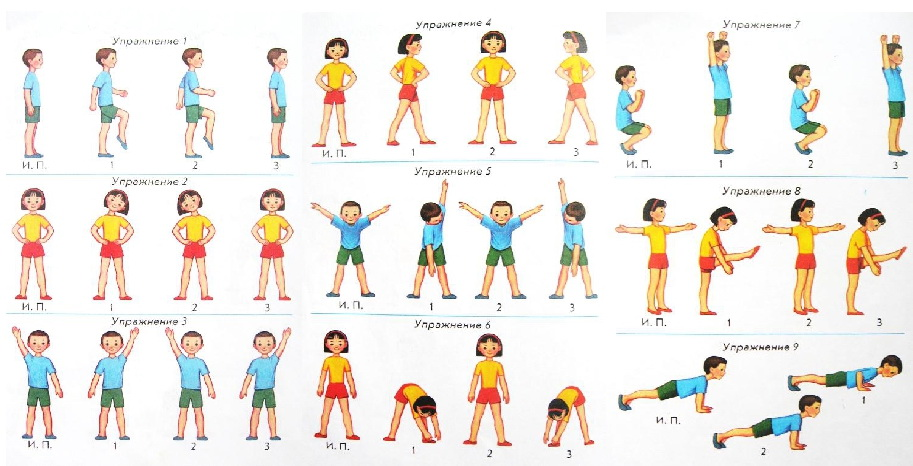 Упражнение 1
И. П.
1
2
3
Упражнение 2
И. П.
1
2
3
Упражнение 3
И. П.
1
2
3
Упражнение 4
И. П.
1
2
3
Упражнение 5
И. П.
1
2
3
Упражнение 6
И. П.
1
2
3
Упражнение 7
И. П.
1
2
3
Упражнение 8
И. П.
1
2
3
Упражнение 9
И. П.
1
2